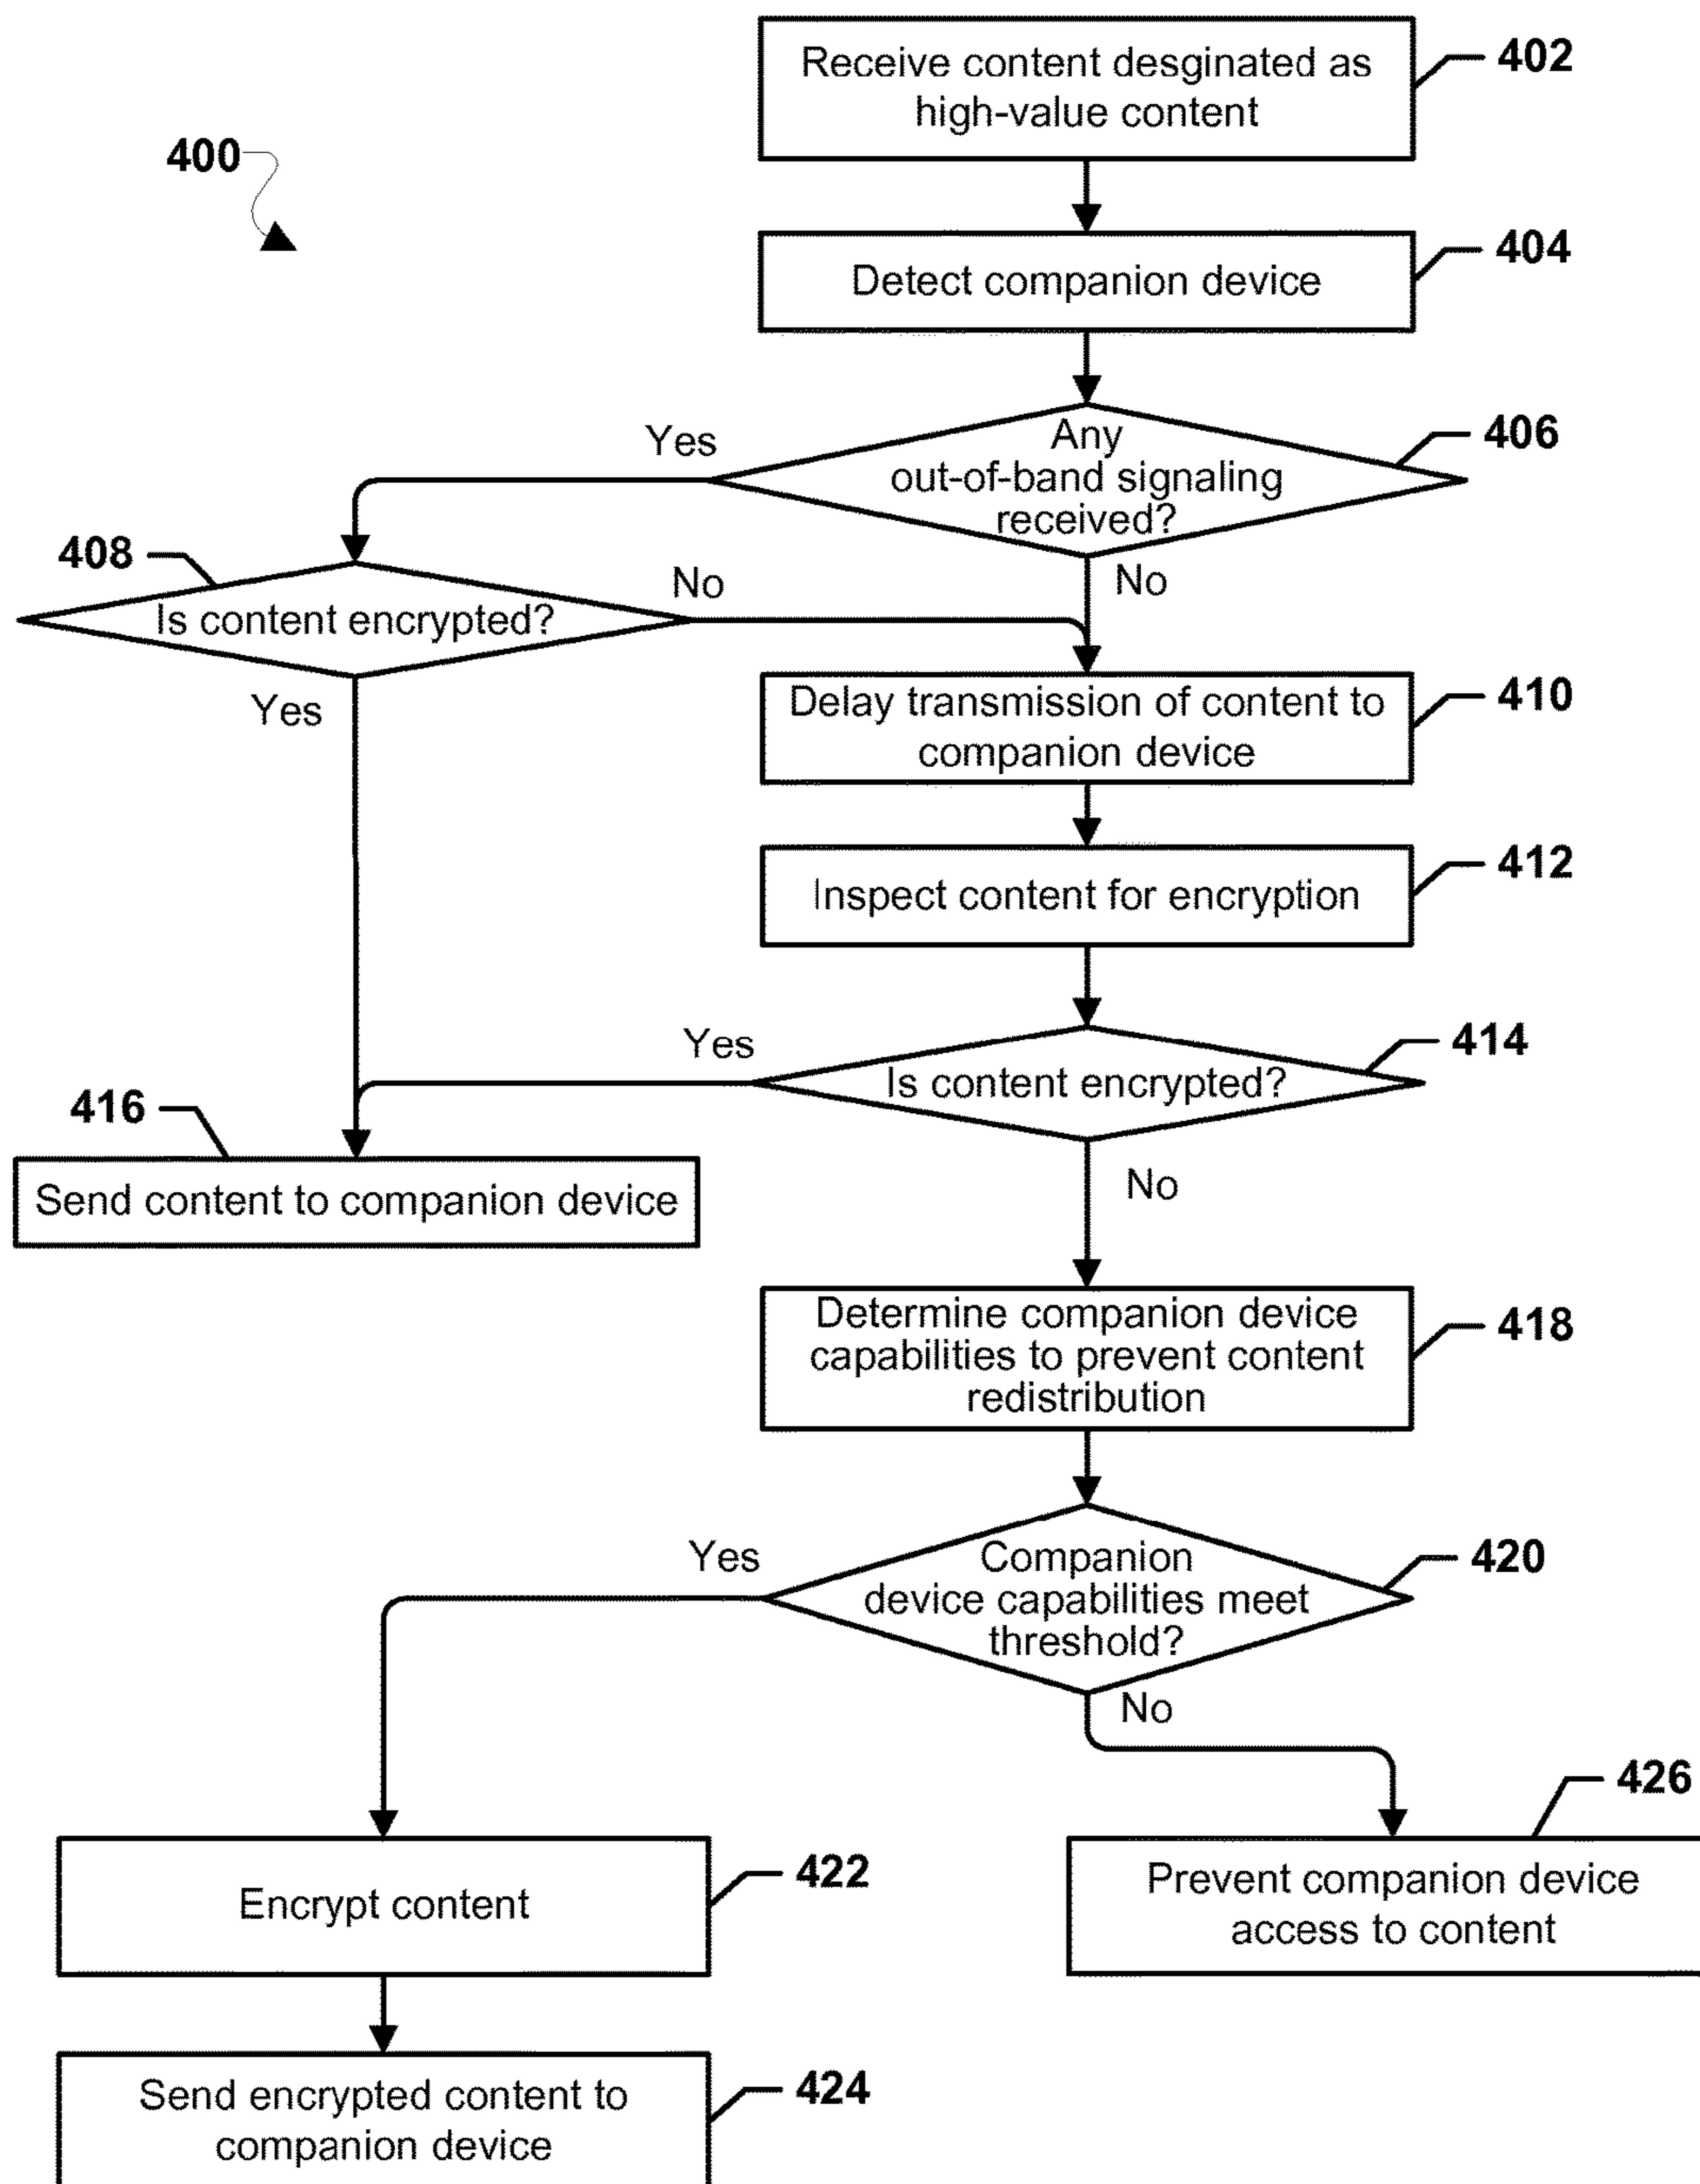 Receive content desginated as
high-value content
402
400
Detect companion device
404
Any
out-of-band signaling
received?
406
Yes
No
408
Is content encrypted?
No
Yes
Delay transmission of content to
companion device
410
Inspect content for encryption
412
Is content encrypted?
414
Yes
No
416
Send content to companion device
Determine companion device
capabilities to prevent content
redistribution
418
Companion
device capabilities meet
threshold?
420
Yes
No
Encrypt content
422
426
Prevent companion device
access to content
Send encrypted content to
companion device
424